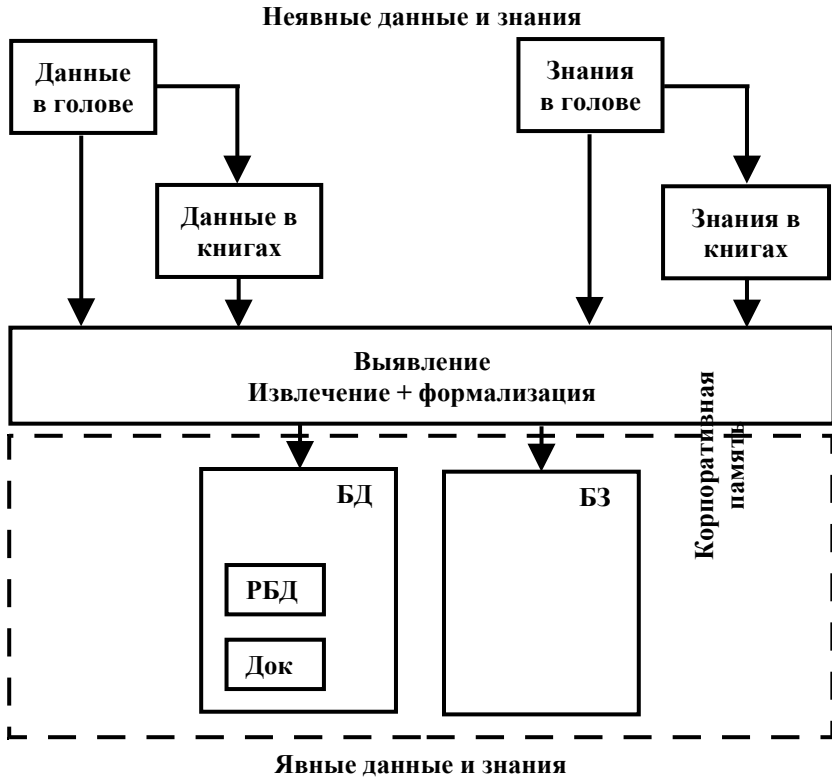 Неявные данные и знания
Данные
в голове
Знания
в голове
Данные в
книгах
Знания в
книгах
Выявление
Извлечение + формализация
Корпоративная
память
БД
БЗ
РБД
Док
Явные данные и знания